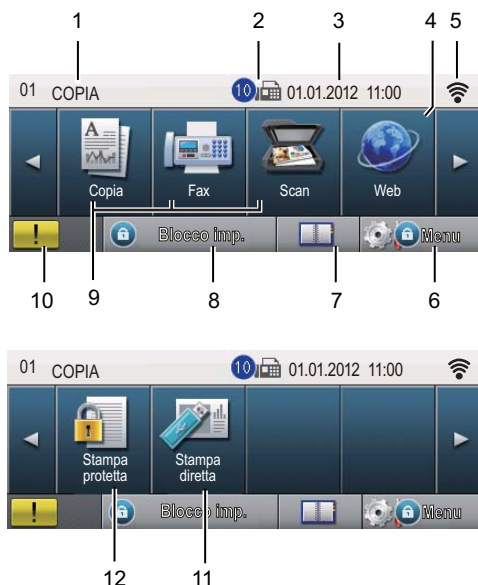 1 2 3 4 5
01 COPIA 10 01.01.2012 11:00
A
Copia Fax Scan Web
! Blocco imp. Menu
10 9 8 7 6
01 COPIA 10 01.01.2012 11:00
Stampa protetta
Stampa diretta
! Blocco imp. Menu
12 11